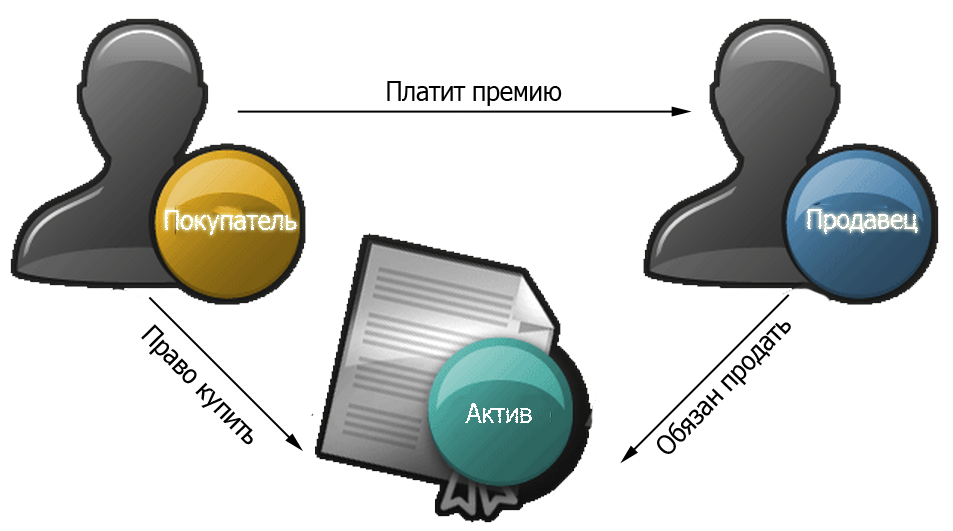 Платит премию
Покупатель
Продавец
Право купить
Обязан продать
Актив